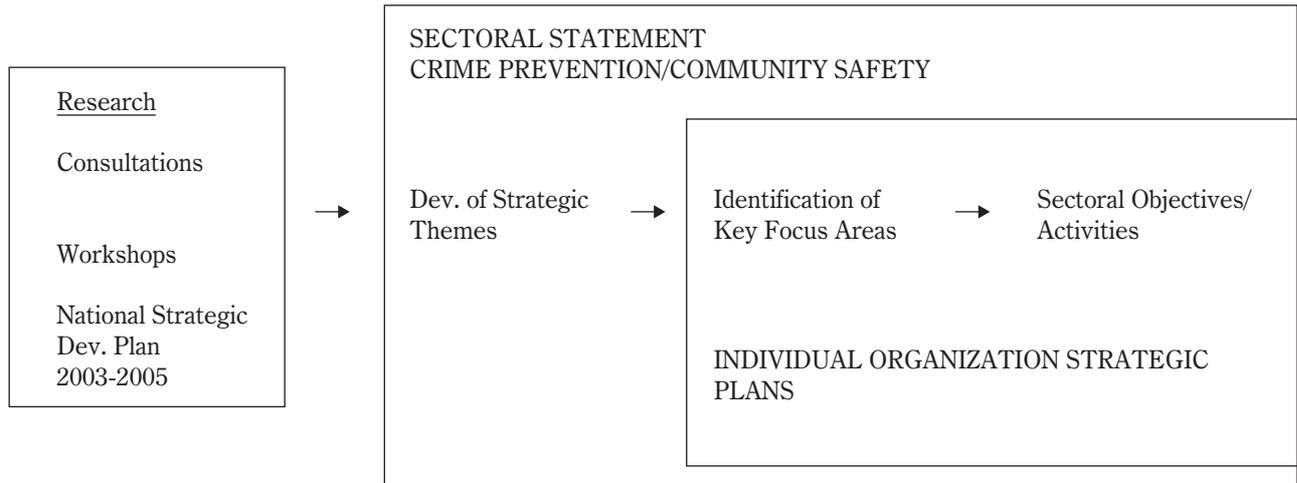 Research
Consultations
Workshops
National Strategic
Dev. Plan
2003-2005
SECTORAL STATEMENT
CRIME PREVENTION/COMMUNITY SAFETY
Dev. of Strategic
Themes
Identification of
Key Focus Areas
Sectoral Objectives/
Activities
INDIVIDUAL ORGANIZATION STRATEGIC
PLANS